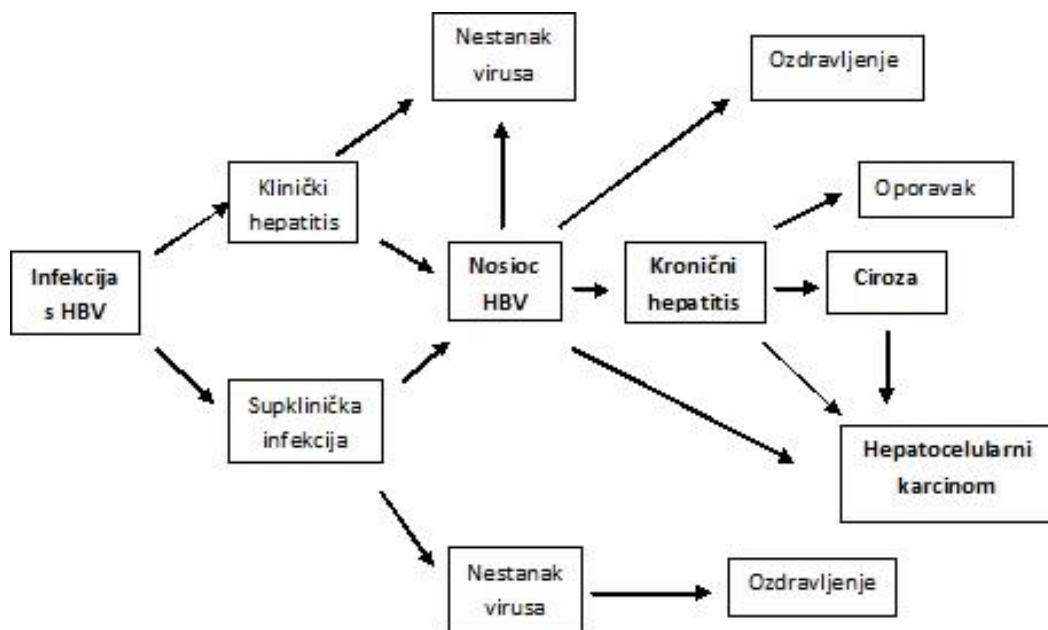 Nestanak
virusa
Ozdravljenje
Klinički
hepatitis
Oporavak
Infekcija
s HBV
Nosioc
HBV
Kronični
hepatitis
Ciroza
Supklinička
infekcija
Hepatocelularni
karcinom
Nestanak
virusa
Ozdravljenje